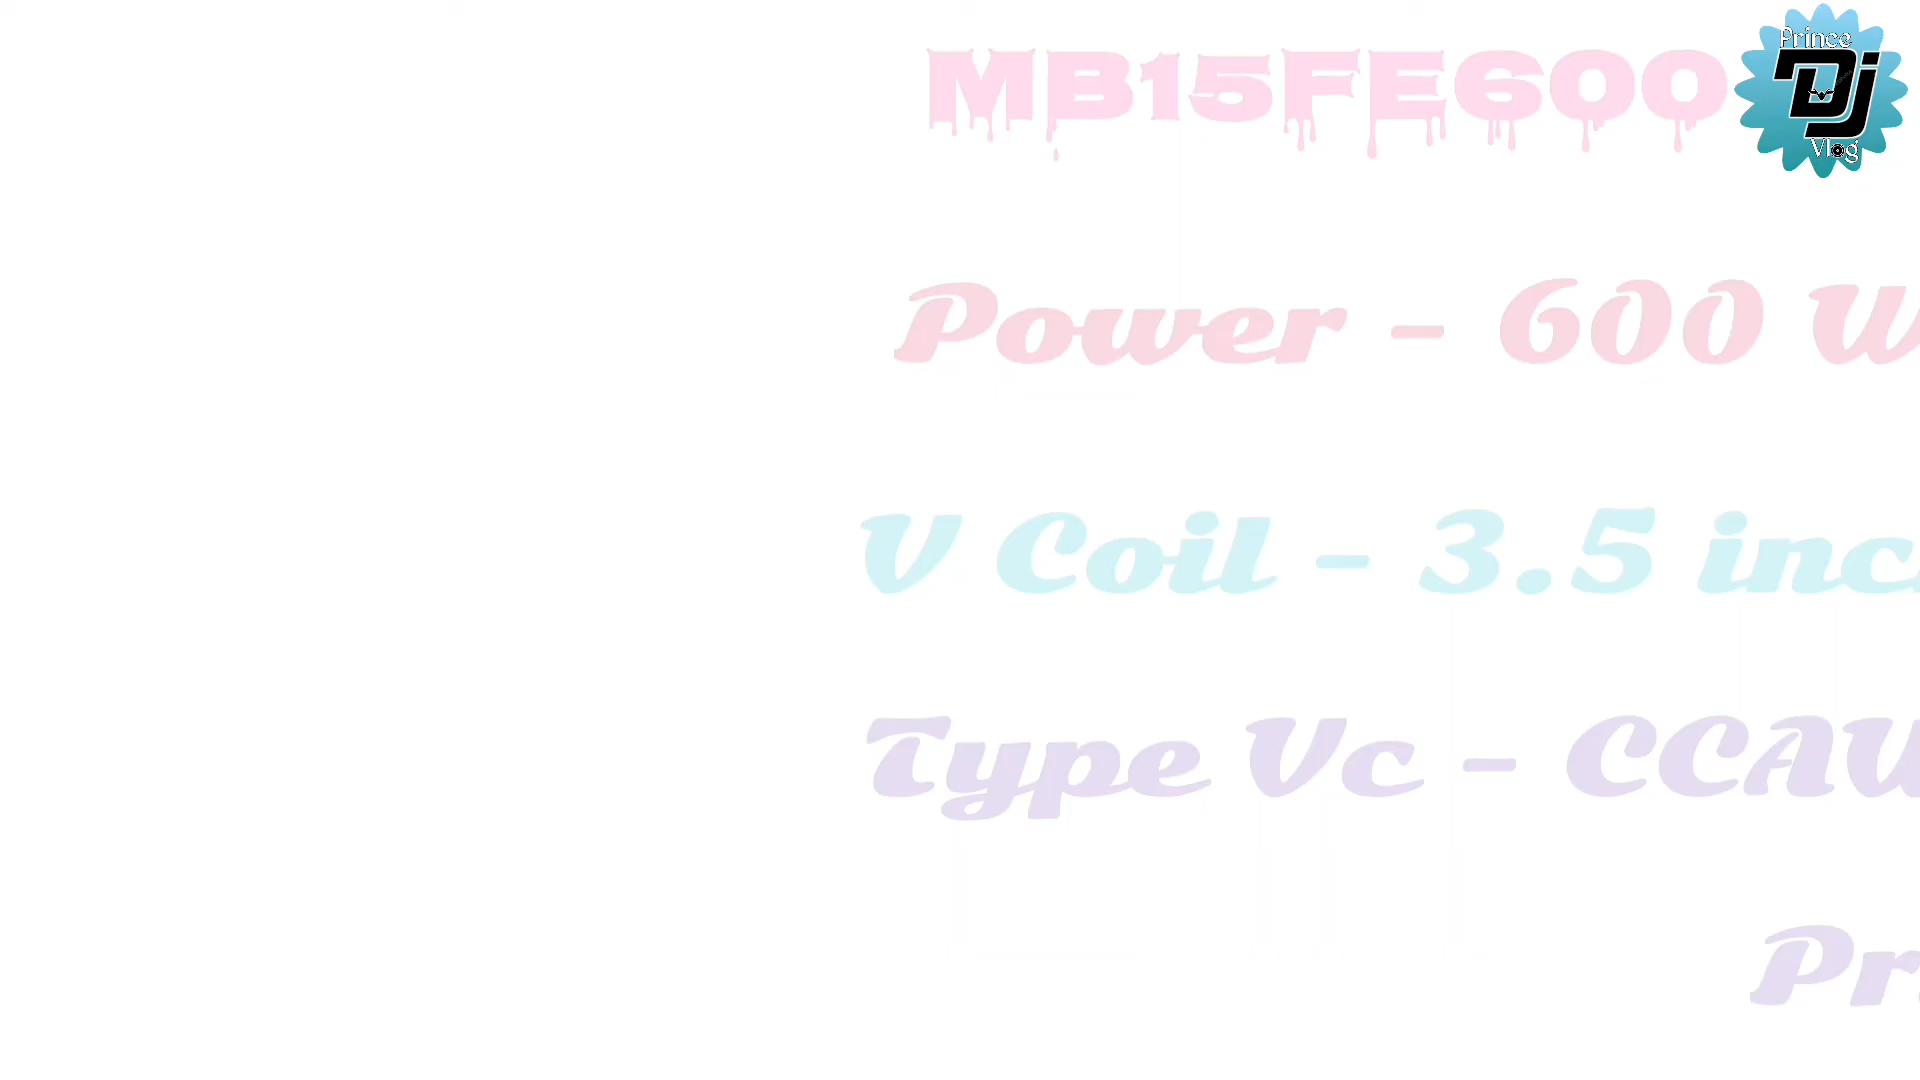 MB15FE600
Prince
Dj
Vlog
Power - 600 W
V Coil - 3.5 inc
Type Vc - CCAW
Pr